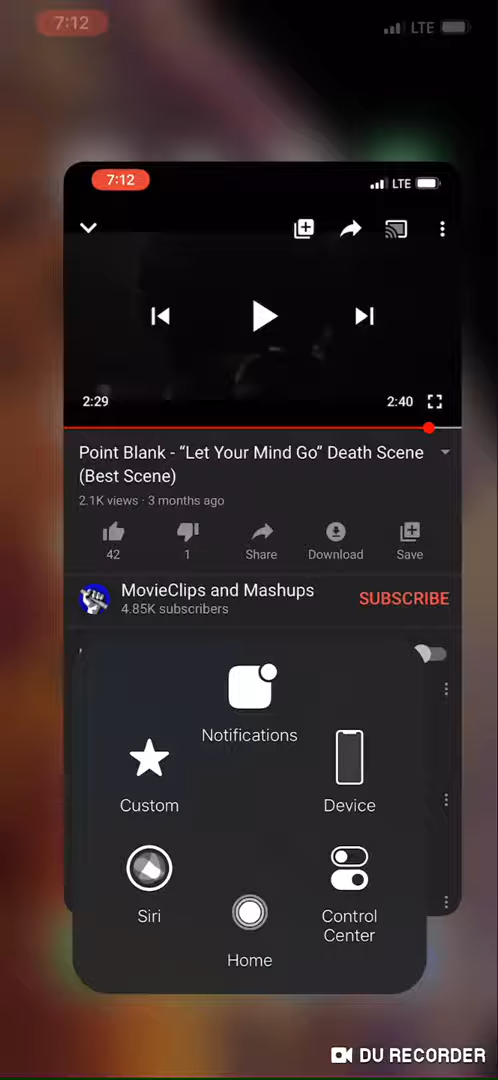 7:12 LTE
7:12 LTE
2:29 2:40
Point Blank - “Let Your Mind Go” Death Scene
(Best Scene)
2.1K views · 3 months ago
42 1 Share Download Save
MovieClips and Mashups
4.85K subscribers
SUBSCRIBE
Notifications
Custom
Device
Siri
Control
Center
Home
DU RECORDER